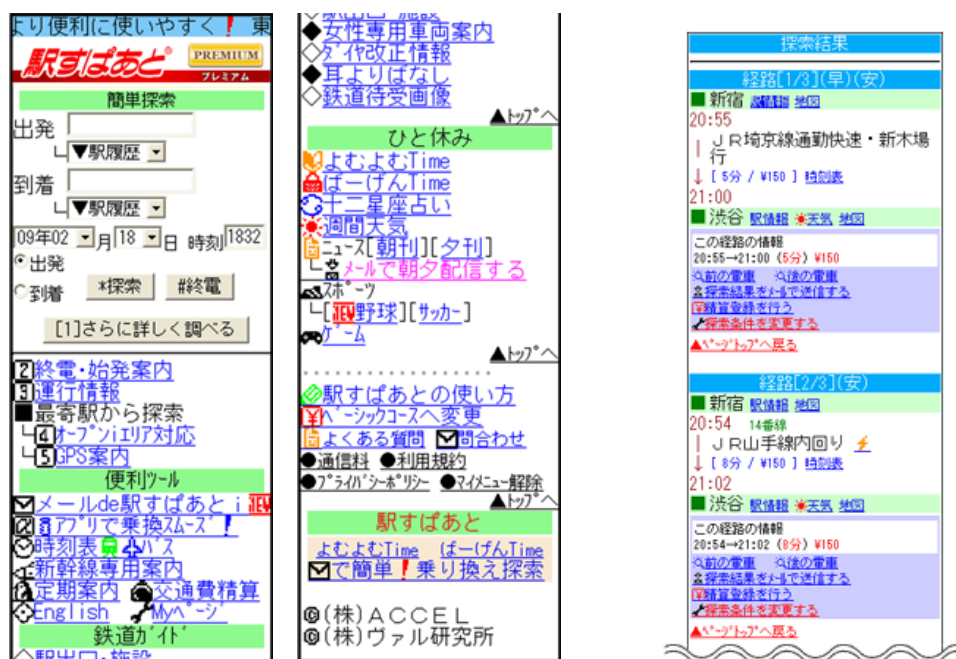 より便利に使いやすく！ 東
駅すぱあと® PREMIUM
プレミアム
簡単探索
出発
└▼駅履歴
到着
└▼駅履歴
09年02 月 18 日 時刻 1832
出発
到着 *探索 #終電
[1]さらに詳しく調べる
2 終電・始発案内
3 運行情報
■最寄駅から探索
└4 ｵｰﾌﾟﾝiエリア対応
└5 GPS案内
便利ﾂｰﾙ
メールde駅すぱあとi NEW
ｱﾌﾟﾘで乗換ｽﾑｰｽﾞ！
時刻表 ﾊﾞｽ
新幹線専用案内
定期案内 交通費精算
English Myﾍﾟｰｼﾞ
鉄道ｶﾞｲﾄﾞ
◇駅出口・施設
◇駅出口・施設
◆女性専用車両案内
◇ﾀﾞｲﾔ改正情報
◆耳よりばなし
◇鉄道待受画像
▲ﾄｯﾌﾟへ
ひと休み
よむよむTime
ばーげんTime
十二星座占い
週間天気
ﾆｭｰｽ[朝刊][夕刊]
└ﾒｰﾙで朝夕配信する
ｽﾎﾟｰﾂ
└[NEW野球][ｻｯｶｰ]
ｹﾞｰﾑ
▲ﾄｯﾌﾟへ
駅すぱあとの使い方
¥ﾍﾞｰｼｯｸｺｰｽへ変更
よくある質問 問合わせ
●通信料 ●利用規約
●ﾌﾟﾗｲﾊﾞｼｰﾎﾟﾘｼｰ ●ﾏｲﾒﾆｭｰ解除
▲ﾄｯﾌﾟへ
駅すぱあと
よむよむTime ばーげんTime
で簡単！乗り換え探索
©(株)ＡＣＣＥＬ
©(株)ヴァル研究所
探索結果
経路[1/3](早)(安)
■新宿 駅情報 地図
20:55
｜ＪＲ埼京線通勤快速・新木場
行
↓[ 5分 / ¥150 ] 時刻表
21:00
■渋谷 駅情報 天気 地図
この経路の情報
20:55→21:00 (5分) ¥150
前の電車 後の電車
探索結果をﾒｰﾙで送信する
¥精算登録を行う
探索条件を変更する
▲ﾍﾟｰｼﾞﾄｯﾌﾟへ戻る
経路[2/3](安)
■新宿 駅情報 地図
20:54 14番線
｜ＪＲ山手線内回り
↓[ 8分 / ¥150 ] 時刻表
21:02
■渋谷 駅情報 天気 地図
この経路の情報
20:54→21:02 (8分) ¥150
前の電車 後の電車
探索結果をﾒｰﾙで送信する
¥精算登録を行う
探索条件を変更する
▲ﾍﾟｰｼﾞﾄｯﾌﾟへ戻る